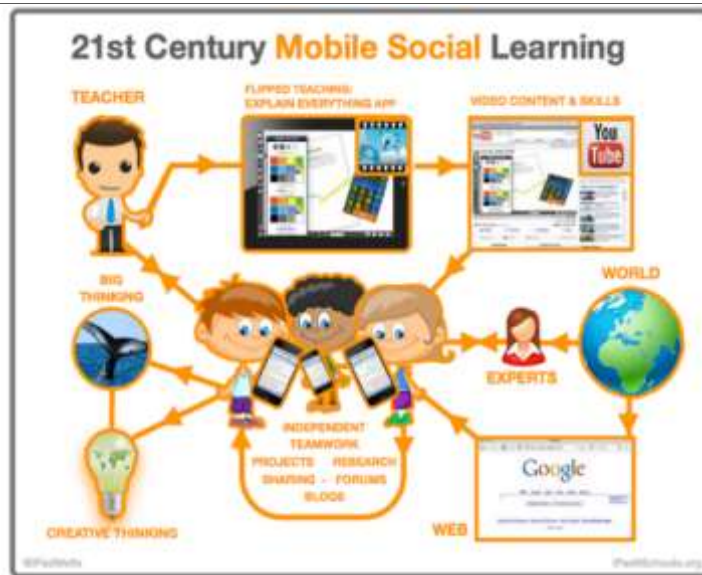 21st Century Mobile Social Learning
TEACHER
FLIPPED TEACHING:
EXPLAIN EVERYTHING APP
VIDEO CONTENT & SKILLS
You
Tube
BIG
THINKING
WORLD
EXPERTS
INDEPENDENT
TEAMWORK
PROJECTS RESEARCH
SHARING - FORUMS
BLOGS
Google
WEB
CREATIVE THINKING
@iPadWells